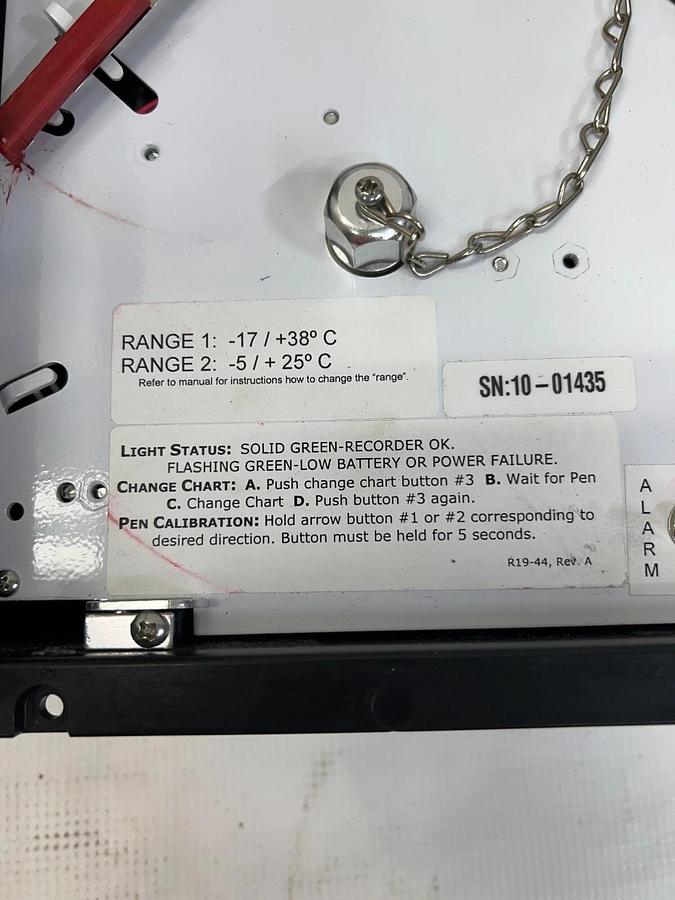 RANGE 1: -17 / +38º C
RANGE 2: -5 / + 25º C
Refer to manual for instructions how to change the "range".
SN:10-01435
LIGHT STATUS: SOLID GREEN-RECORDER OK.
FLASHING GREEN-LOW BATTERY OR POWER FAILURE.
CHANGE CHART: A. Push change chart button #3 B. Wait for Pen
C. Change Chart D. Push button #3 again.
PEN CALIBRATION: Hold arrow button #1 or #2 corresponding to
desired direction. Button must be held for 5 seconds.
R19-44, Rev. A
ALARM